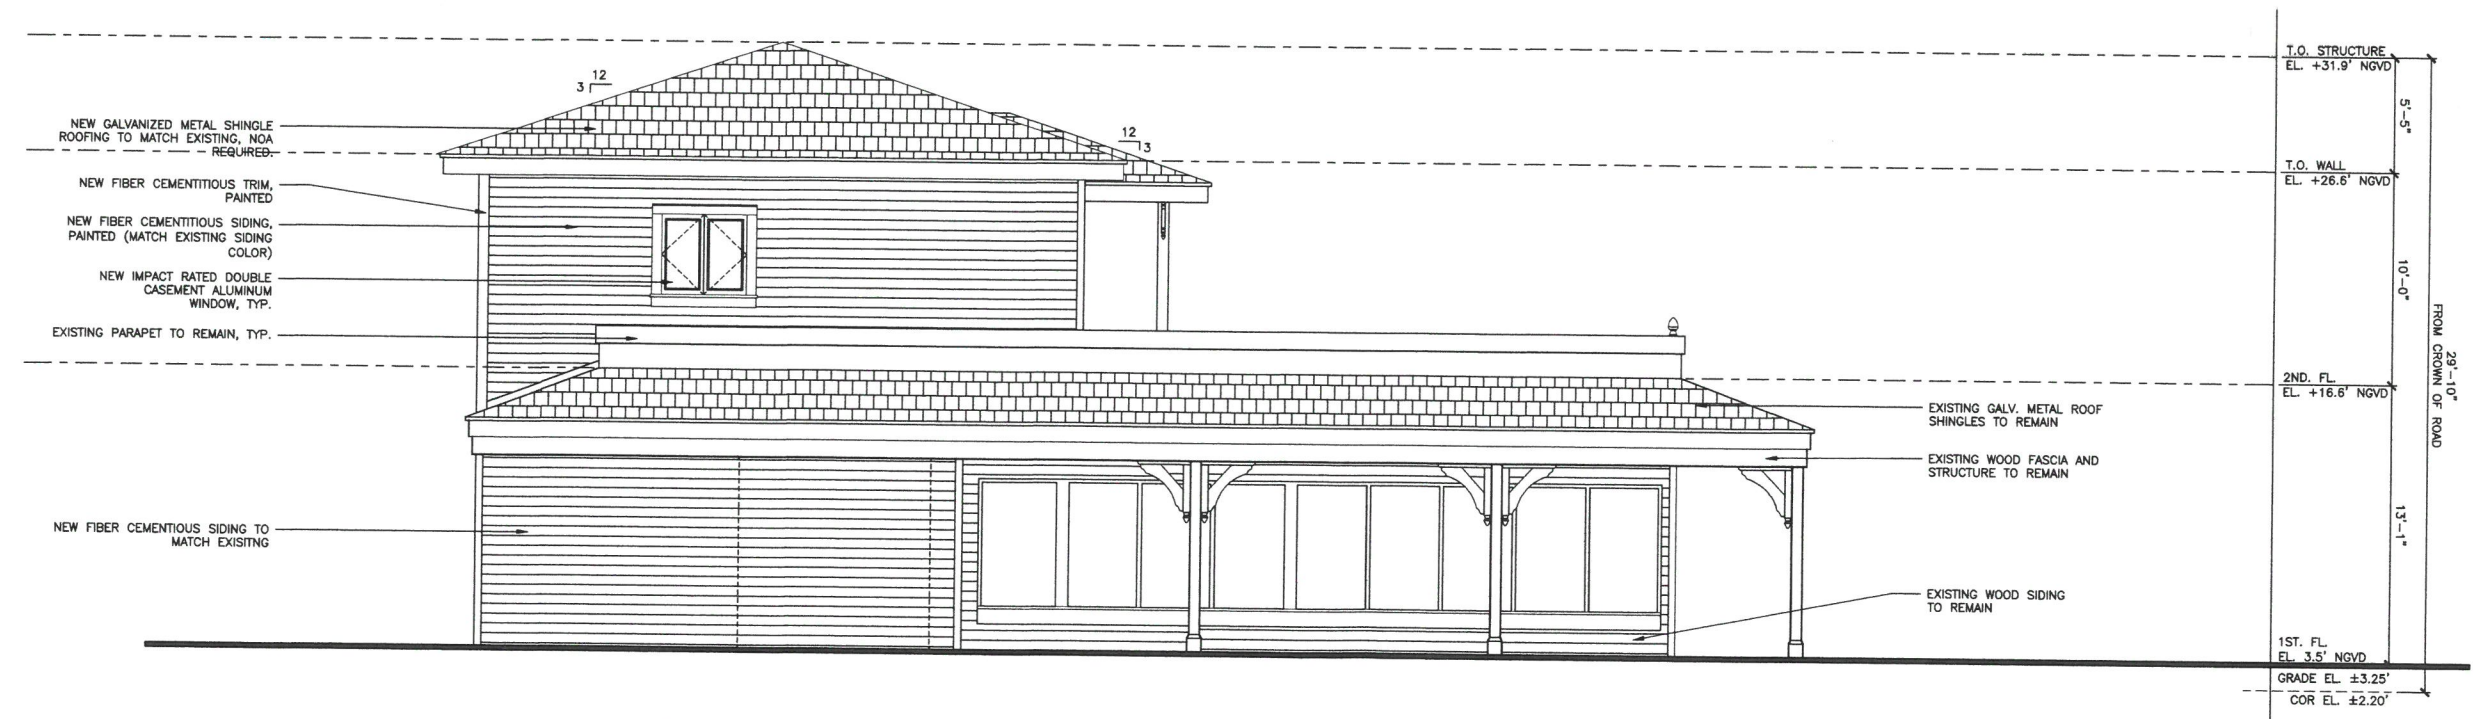 12
3
NEW GALVANIZED METAL SHINGLE
ROOFING TO MATCH EXISTING, NOA
REQUIRED.
NEW FIBER CEMENTITIOUS TRIM,
PAINTED
NEW FIBER CEMENTITIOUS SIDING,
PAINTED (MATCH EXISTING SIDING
COLOR)
NEW IMPACT RATED DOUBLE
CASEMENT ALUMINUM
WINDOW, TYP.
EXISTING PARAPET TO REMAIN, TYP.
NEW FIBER CEMENTIOUS SIDING TO
MATCH EXISITNG
12
3
EXISTING GALV. METAL ROOF
SHINGLES TO REMAIN
EXISTING WOOD FASCIA AND
STRUCTURE TO REMAIN
EXISTING WOOD SIDING
TO REMAIN
T.O. STRUCTURE
EL. +31.9' NGVD
T.O. WALL
EL. +26.6' NGVD
2ND. FL.
EL. +16.6' NGVD
1ST. FL.
EL. 3.5' NGVD
GRADE EL. ±3.25'
COR EL. ±2.20'
5'-5"
10'-0"
13'-1"
29'-10"
FROM CROWN OF ROAD